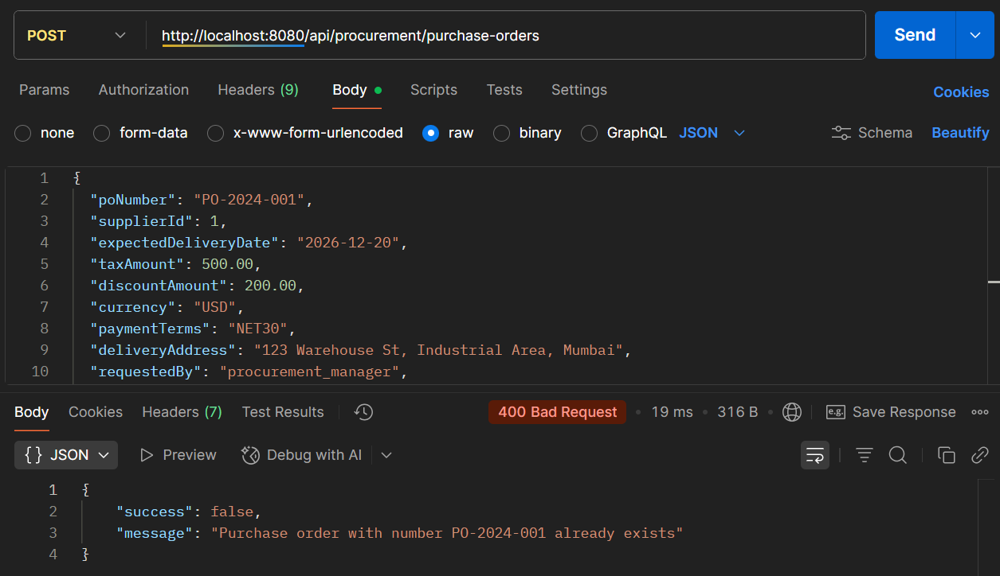 POST http://localhost:8080/api/procurement/purchase-orders Send
Params Authorization Headers (9) Body Scripts Tests Settings Cookies
none form-data x-www-form-urlencoded raw binary GraphQL JSON Schema Beautify
1 {
2 "poNumber": "PO-2024-001",
3 "supplierId": 1,
4 "expectedDeliveryDate": "2026-12-20",
5 "taxAmount": 500.00,
6 "discountAmount": 200.00,
7 "currency": "USD",
8 "paymentTerms": "NET30",
9 "deliveryAddress": "123 Warehouse St, Industrial Area, Mumbai",
10 "requestedBy": "procurement_manager",
Body Cookies Headers (7) Test Results 400 Bad Request • 19 ms • 316 B • e.g. Save Response
{} JSON Preview Debug with AI
1 {
2 "success": false,
3 "message": "Purchase order with number PO-2024-001 already exists"
4 }